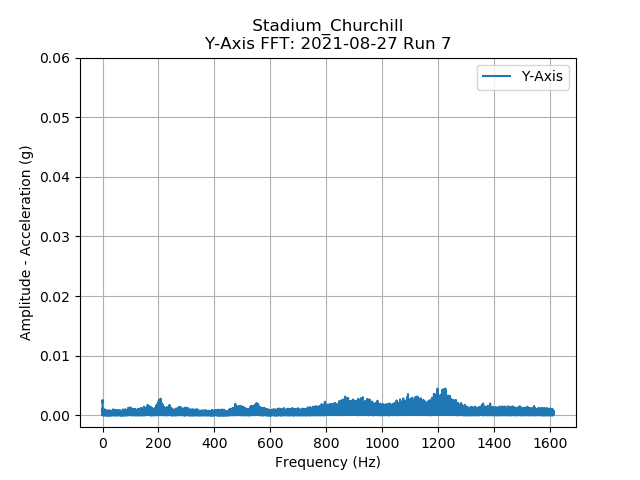 Stadium_Churchill
Y-Axis FFT: 2021-08-27 Run 7
Y-Axis
0.06
0.05
0.04
0.03
0.02
0.01
0.00
Amplitude - Acceleration (g)
0 200 400 600 800 1000 1200 1400 1600
Frequency (Hz)